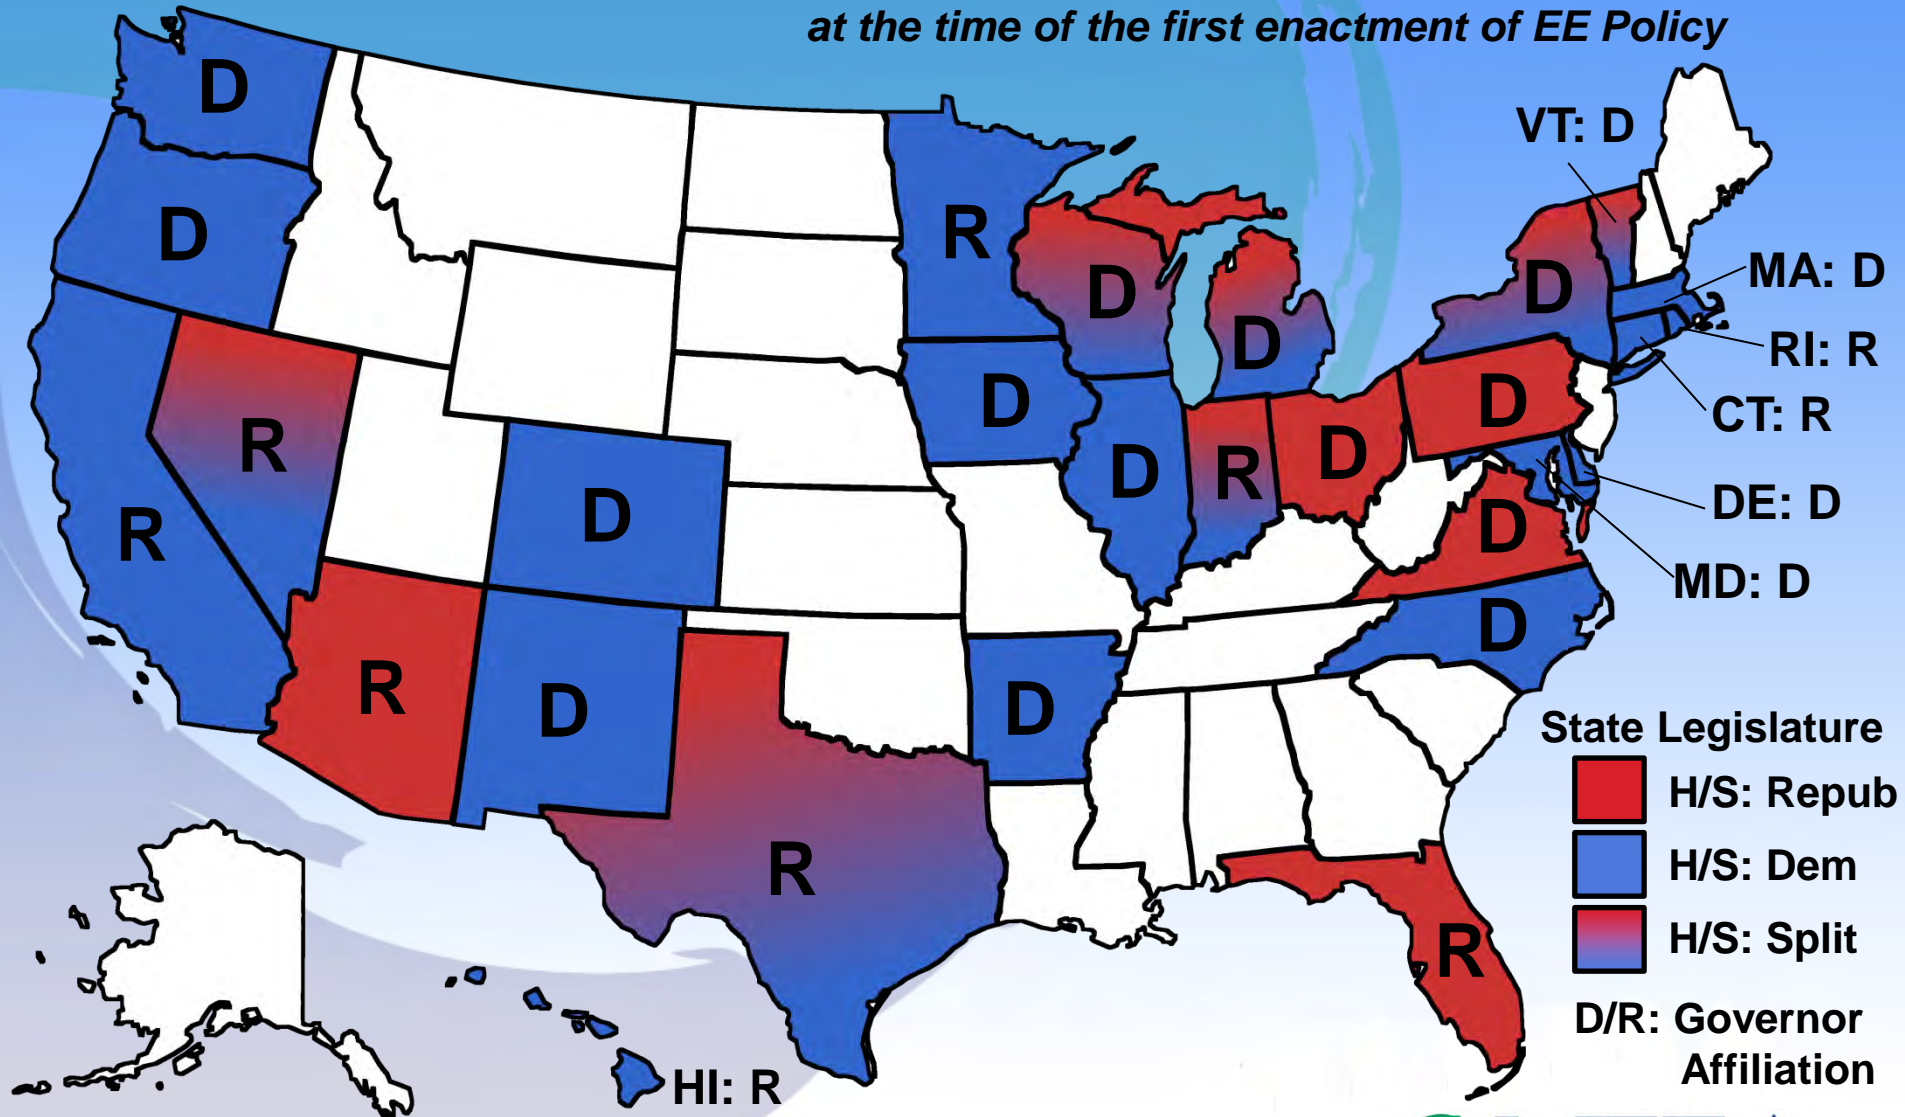 at the time of the first enactment of EE Policy
D
VT: D
D
R
D
D
D
MA: D
RI: R
R
D
D
D
CT: R
R
D
D
R
D
DE: D
D
MD: D
D
R
D
D
State Legislature
H/S: Repub
H/S: Dem
H/S: Split
R
R
D/R: Governor
Affiliation
HI: R